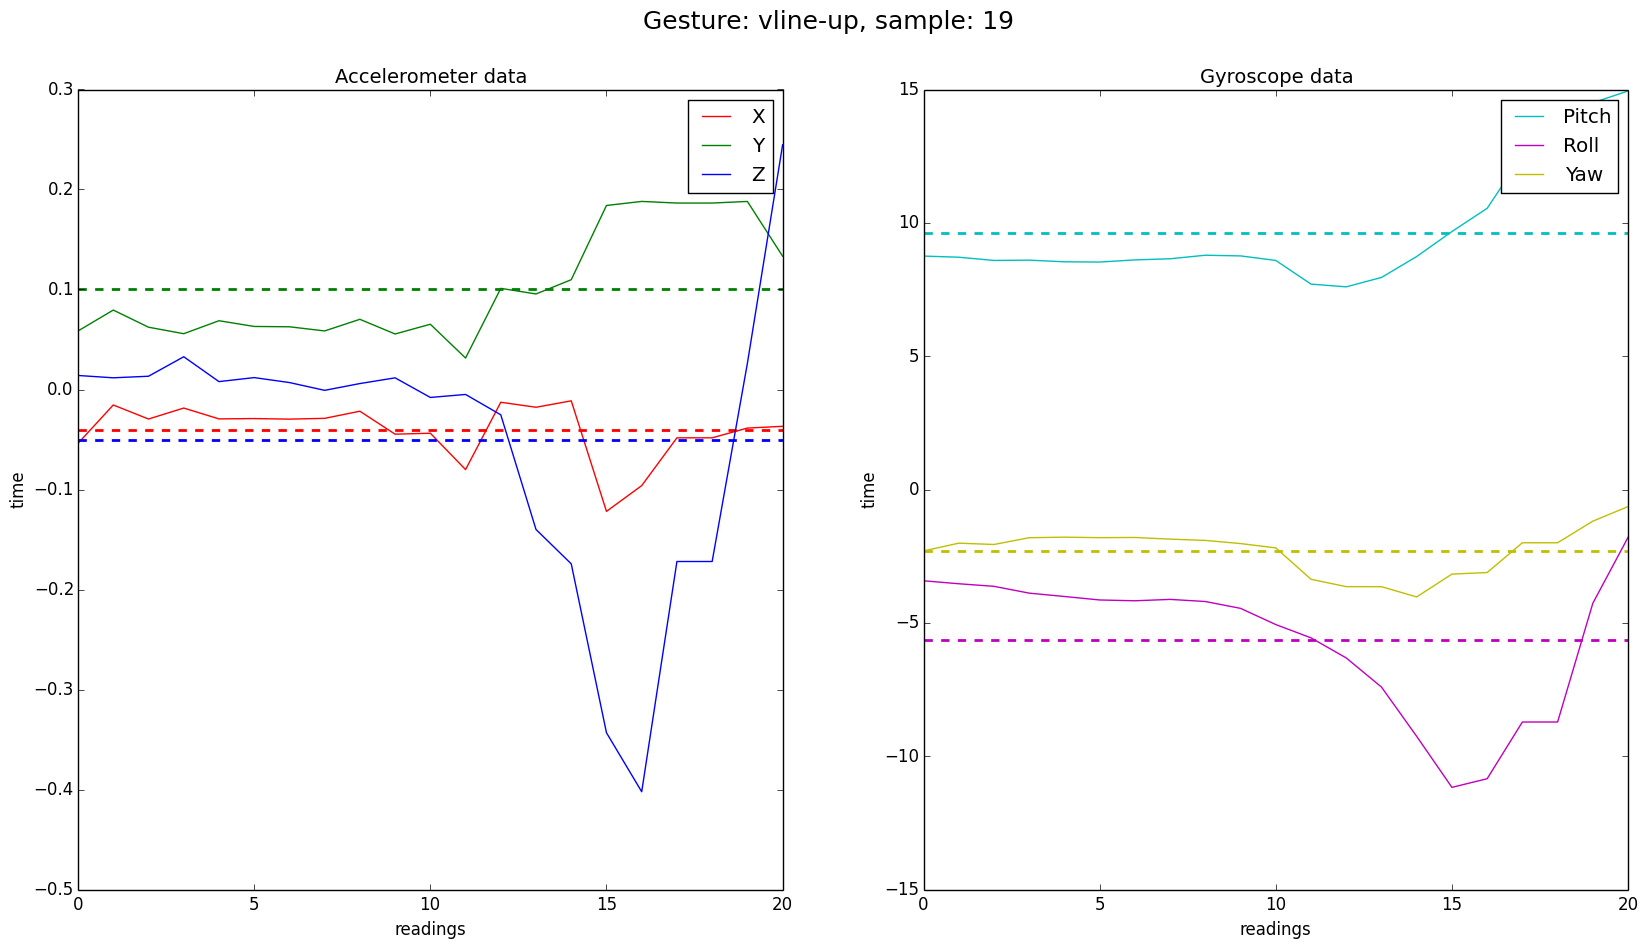 Gesture: vline-up, sample: 19
Accelerometer data
0.3
0.2
0.1
0.0
−0.1
−0.2
−0.3
−0.4
−0.5
time
0
5
10
15
20
readings
X
Y
Z
Gyroscope data
15
10
5
0
−5
−10
−15
time
0
5
10
15
20
readings
Pitch
Roll
Yaw